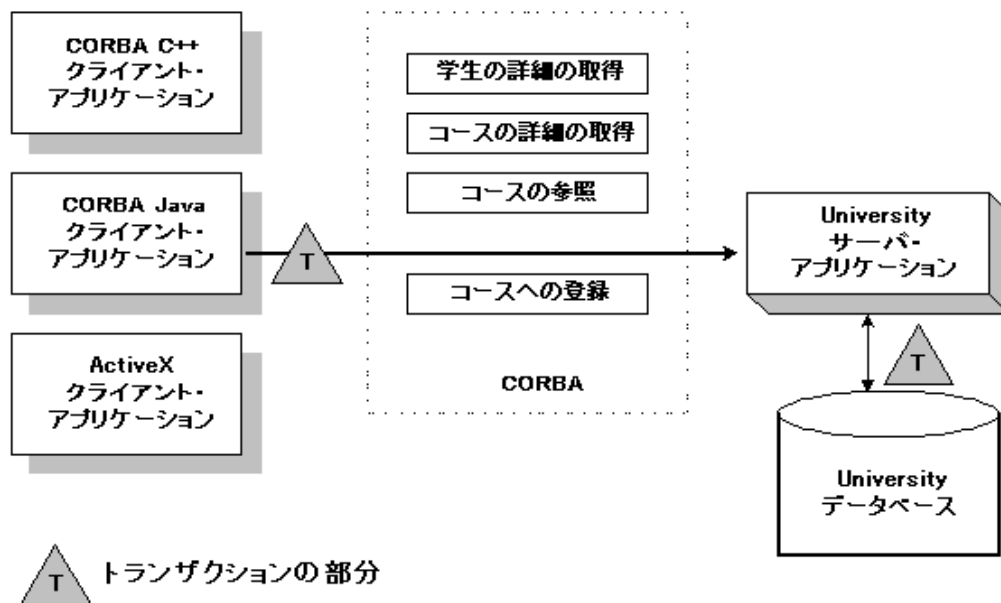 CORBA C++
クライアント・
アプリケーション
CORBA Java
クライアント・
アプリケーション
ActiveX
クライアント・
アプリケーション
T
学生の詳細の取得
コースの詳細の取得
コースの参照
コースへの登録
CORBA
University
サーバ・
アプリケーション
T
University
データベース
T
トランザクションの部分